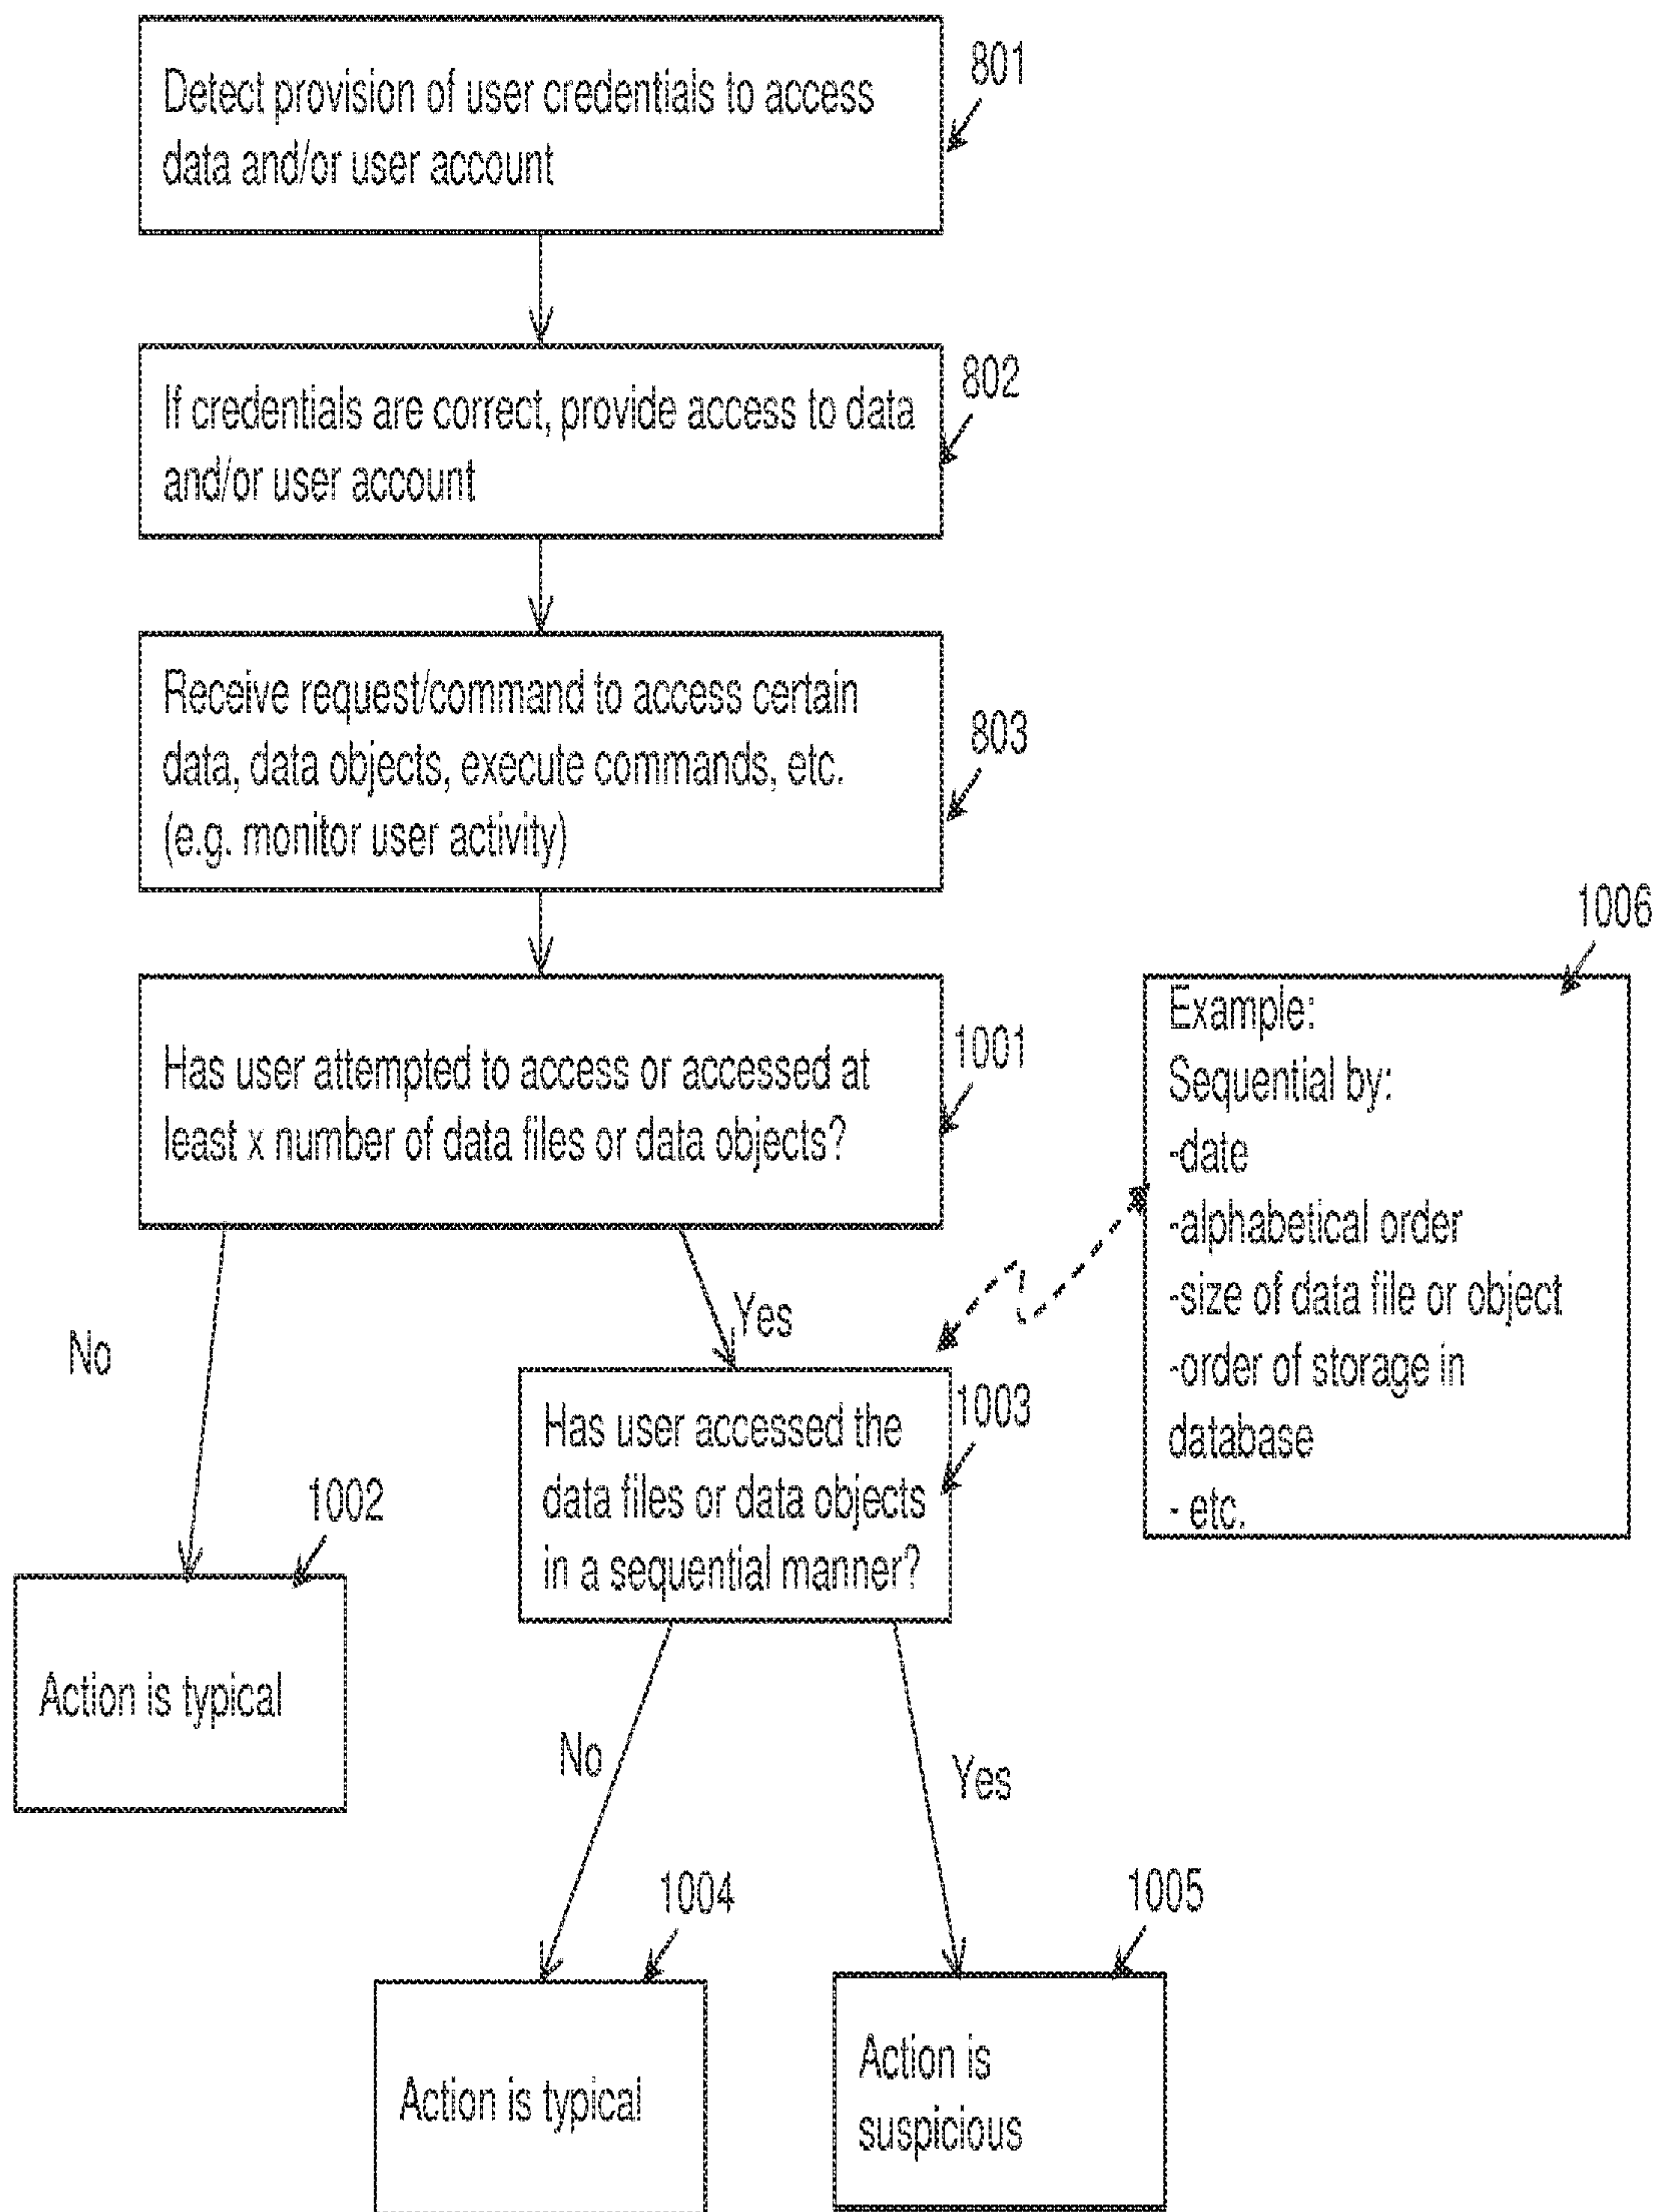 801
Detect provision of user credentials to access
data and/or user account
802
If credentials are correct, provide access to data
and/or user account
803
Receive request/command to access certain
data, data objects, execute commands, etc.
(e.g. monitor user activity)
1001
Has user attempted to access or accessed at
least x number of data files or data objects?
1006
Example:
Sequential by:
-date
-alphabetical order
-size of data file or object
-order of storage in
database
- etc.
No
Yes
1003
Has user accessed the
data files or data objects
in a sequential manner?
1002
Action is typical
No
Yes
1004
Action is typical
1005
Action is
suspicious